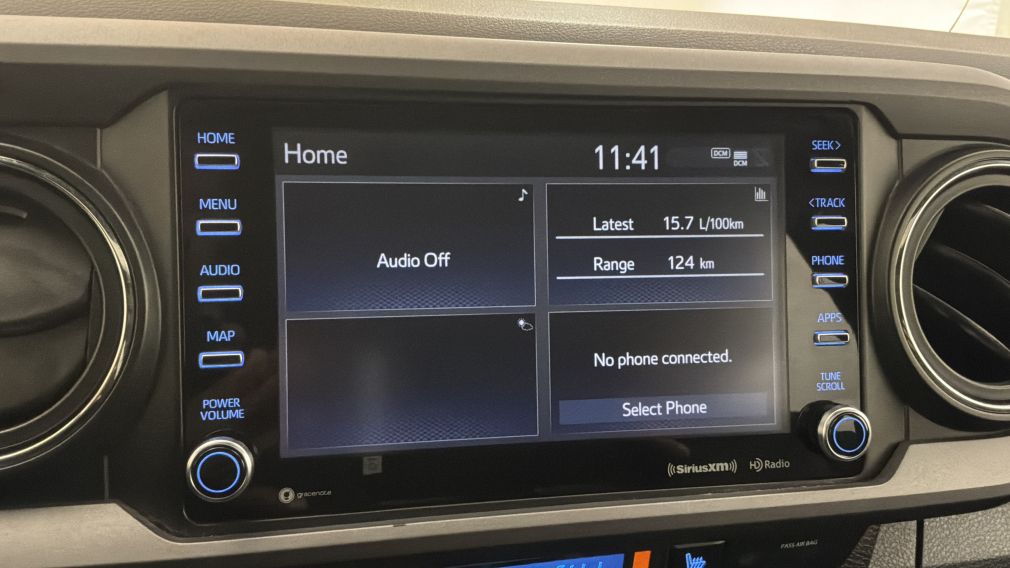 HOME
MENU
AUDIO
MAP
POWER
VOLUME
Home
11:41
DCM
DCM
Audio Off
Latest 15.7 L/100km
Range 124 km
No phone connected.
Select Phone
SEEK>
<TRACK
PHONE
APPS
TUNE
SCROLL
gracenote
((SiriusXM))
HD Radio
PASS AIR BAG